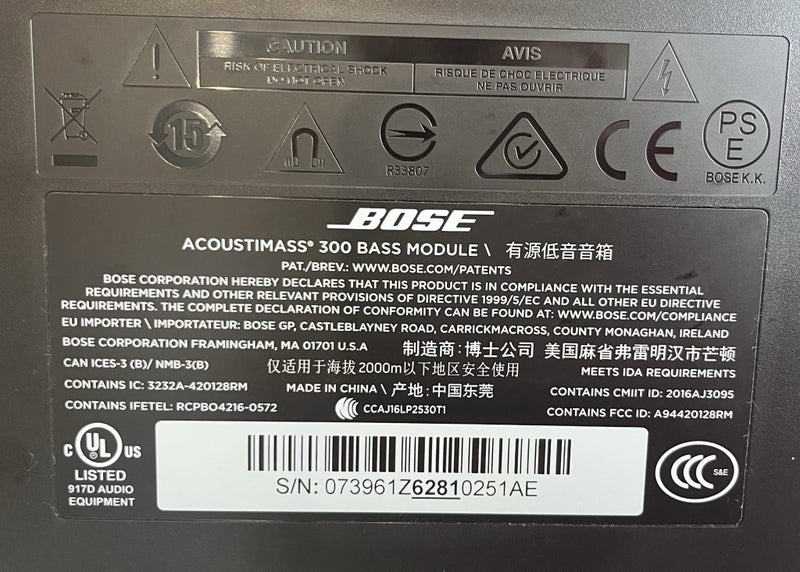 CAUTION
RISK OF ELECTRICAL SHOCK
DO NOT OPEN
AVIS
RISQUE DE CHOC ELECTRIQUE
NE PAS OUVRIR
15
R33807
CE
PS
E
BOSE K.K.
BOSE
ACOUSTIMASS® 300 BASS MODULE \ 有源低音音箱
PAT./BREV.: WWW.BOSE.COM/PATENTS
BOSE CORPORATION HEREBY DECLARES THAT THIS PRODUCT IS IN COMPLIANCE WITH THE ESSENTIAL
REQUIREMENTS AND OTHER RELEVANT PROVISIONS OF DIRECTIVE 1999/5/EC AND ALL OTHER EU DIRECTIVE
REQUIREMENTS. THE COMPLETE DECLARATION OF CONFORMITY CAN BE FOUND AT: WWW.BOSE.COM/COMPLIANCE
EU IMPORTER \ IMPORTATEUR: BOSE GP, CASTLEBLAYNEY ROAD, CARRICKMACROSS, COUNTY MONAGHAN, IRELAND
BOSE CORPORATION FRAMINGHAM, MA 01701 U.S.A 制造商: 博士公司 美国麻省弗雷明汉市芒顿
CAN ICES-3 (B)/ NMB-3(B) 仅适用于海拔2000m以下地区安全使用 MEETS IDA REQUIREMENTS
CONTAINS IC: 3232A-420128RM MADE IN CHINA \ 产地: 中国东莞 CONTAINS CMIIT ID: 2016AJ3095
CONTAINS IFETEL: RCPBO4216-0572 CCAJ16LP2530T1 CONTAINS FCC ID: A94420128RM
C UL US
LISTED
917D AUDIO
EQUIPMENT
S/N: 073961Z62810251AE
CCC S&E